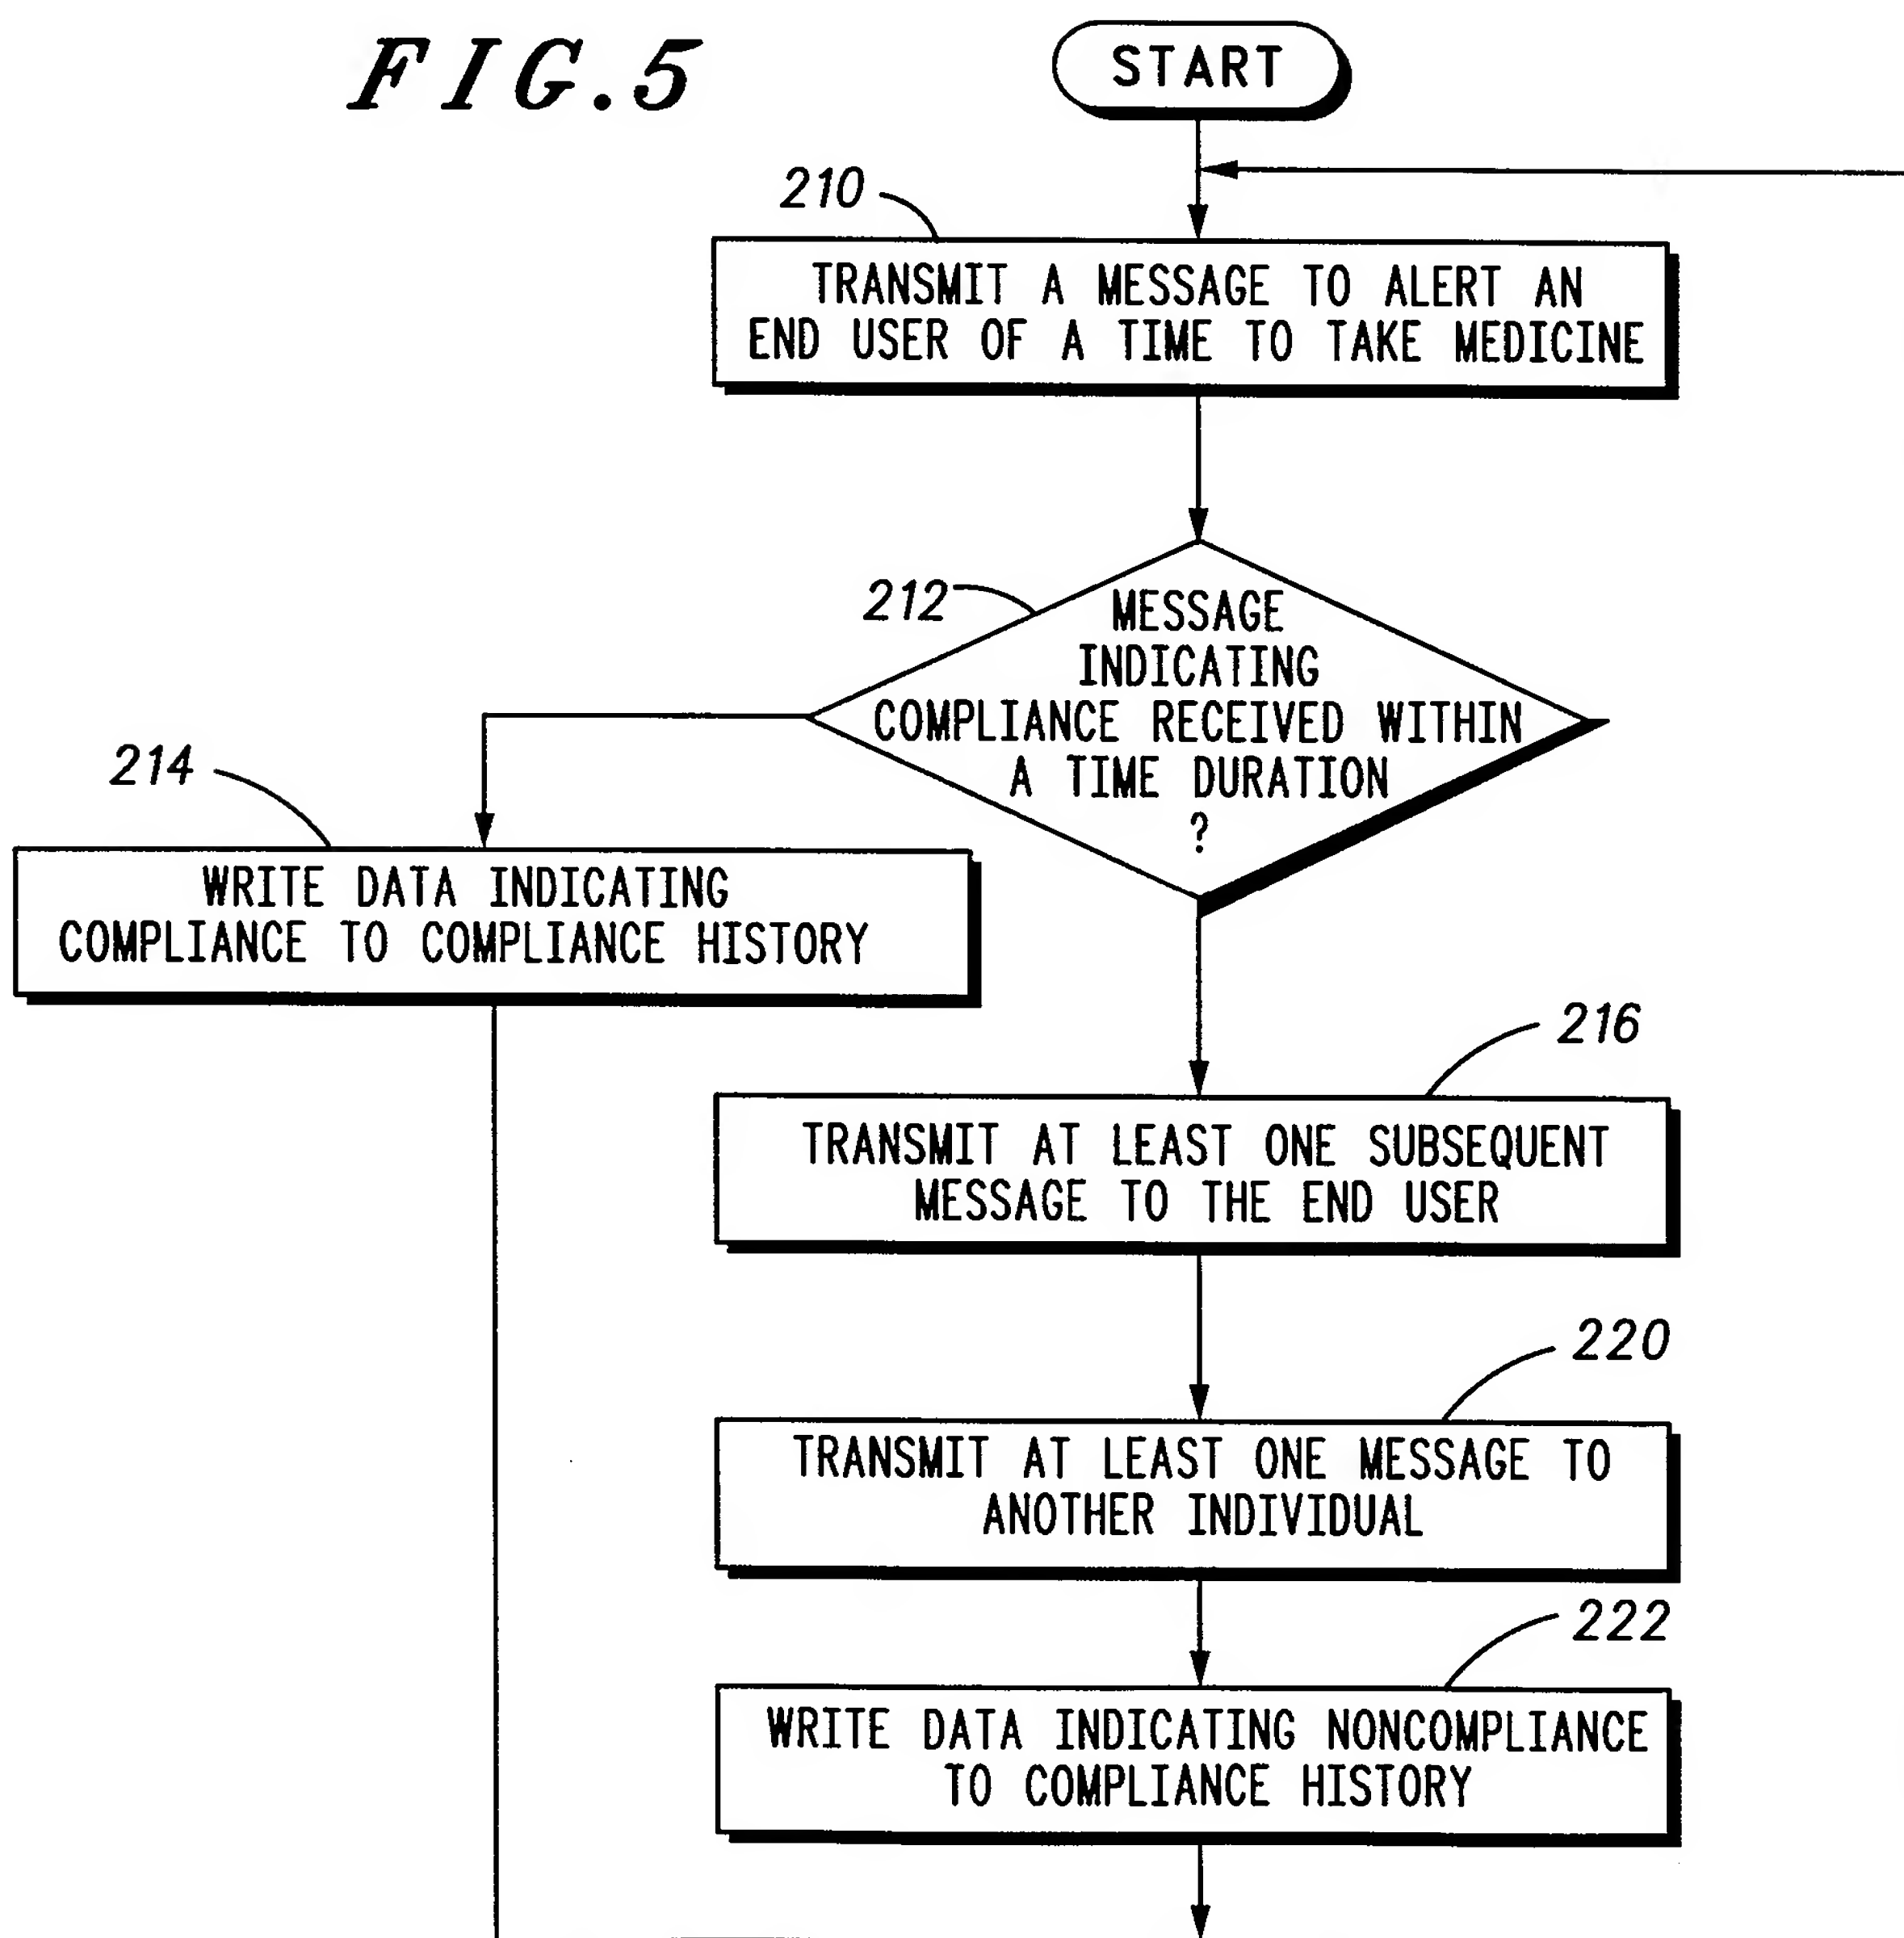 FIG.5
START
210
TRANSMIT A MESSAGE TO ALERT AN
END USER OF A TIME TO TAKE MEDICINE
212
MESSAGE
INDICATING
COMPLIANCE RECEIVED WITHIN
A TIME DURATION
?
214
WRITE DATA INDICATING
COMPLIANCE TO COMPLIANCE HISTORY
216
TRANSMIT AT LEAST ONE SUBSEQUENT
MESSAGE TO THE END USER
220
TRANSMIT AT LEAST ONE MESSAGE TO
ANOTHER INDIVIDUAL
222
WRITE DATA INDICATING NONCOMPLIANCE
TO COMPLIANCE HISTORY